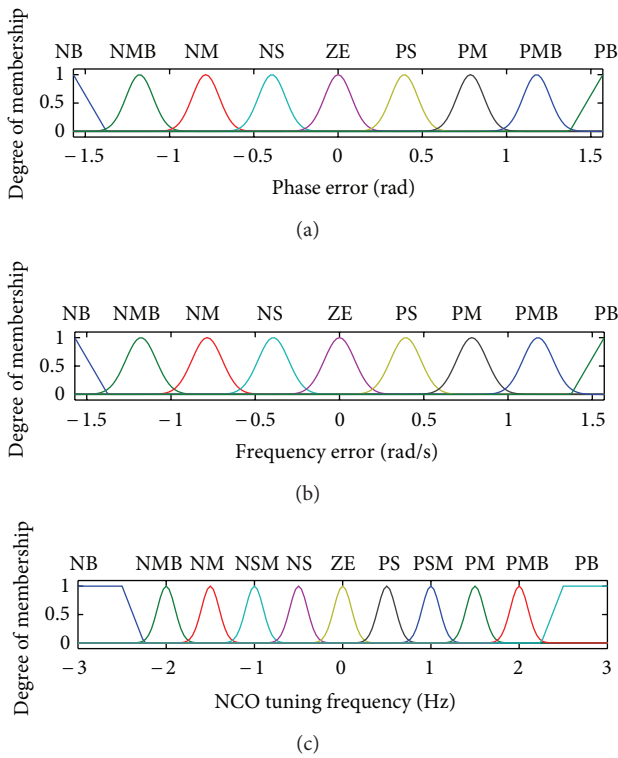 NB NMB NM NS ZE PS PM PMB PB
Degree of membership
1
0.5
0
−1.5 −1 −0.5 0 0.5 1 1.5
Phase error (rad)
(a)
NB NMB NM NS ZE PS PM PMB PB
Degree of membership
1
0.5
0
−1.5 −1 −0.5 0 0.5 1 1.5
Frequency error (rad/s)
(b)
NB NMB NM NSM NS ZE PS PSM PM PMB PB
Degree of membership
1
0.5
0
−3 −2 −1 0 1 2 3
NCO tuning frequency (Hz)
(c)